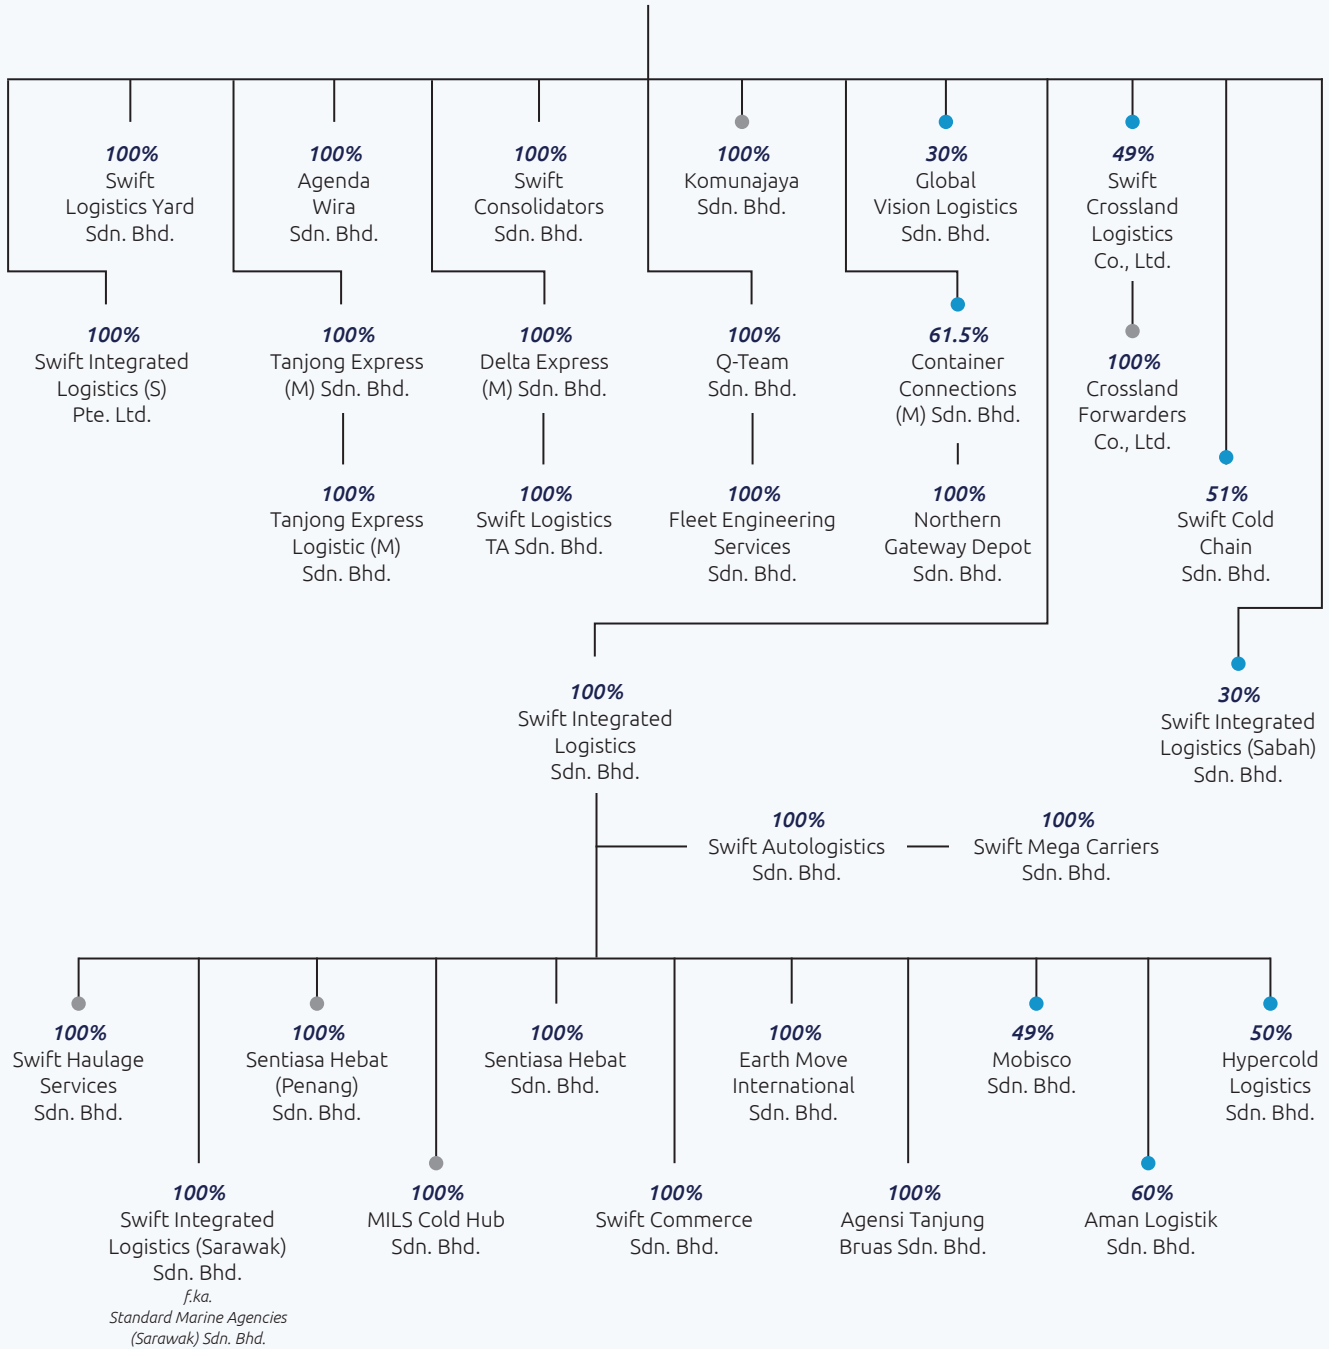 100%
Swift
Logistics Yard
Sdn. Bhd.
100%
Agenda
Wira
Sdn. Bhd.
100%
Swift
Consolidators
Sdn. Bhd.
100%
Komunajaya
Sdn. Bhd.
30%
Global
Vision Logistics
Sdn. Bhd.
49%
Swift
Crossland
Logistics
Co., Ltd.
100%
Swift Integrated
Logistics (S)
Pte. Ltd.
100%
Tanjong Express
(M) Sdn. Bhd.
100%
Delta Express
(M) Sdn. Bhd.
100%
Q-Team
Sdn. Bhd.
61.5%
Container
Connections
(M) Sdn. Bhd.
100%
Crossland
Forwarders
Co., Ltd.
100%
Tanjong Express
Logistic (M)
Sdn. Bhd.
100%
Swift Logistics
TA Sdn. Bhd.
100%
Fleet Engineering
Services
Sdn. Bhd.
100%
Northern
Gateway Depot
Sdn. Bhd.
51%
Swift Cold
Chain
Sdn. Bhd.
100%
Swift Integrated
Logistics
Sdn. Bhd.
30%
Swift Integrated
Logistics (Sabah)
Sdn. Bhd.
100%
Swift Autologistics
Sdn. Bhd.
100%
Swift Mega Carriers
Sdn. Bhd.
100%
Swift Haulage
Services
Sdn. Bhd.
100%
Sentiasa Hebat
(Penang)
Sdn. Bhd.
100%
Sentiasa Hebat
Sdn. Bhd.
100%
Earth Move
International
Sdn. Bhd.
49%
Mobisco
Sdn. Bhd.
50%
Hypercold
Logistics
Sdn. Bhd.
100%
Swift Integrated
Logistics (Sarawak)
Sdn. Bhd.
f.ka.
Standard Marine Agencies
(Sarawak) Sdn. Bhd.
100%
MILS Cold Hub
Sdn. Bhd.
100%
Swift Commerce
Sdn. Bhd.
100%
Agensi Tanjung
Bruas Sdn. Bhd.
60%
Aman Logistik
Sdn. Bhd.